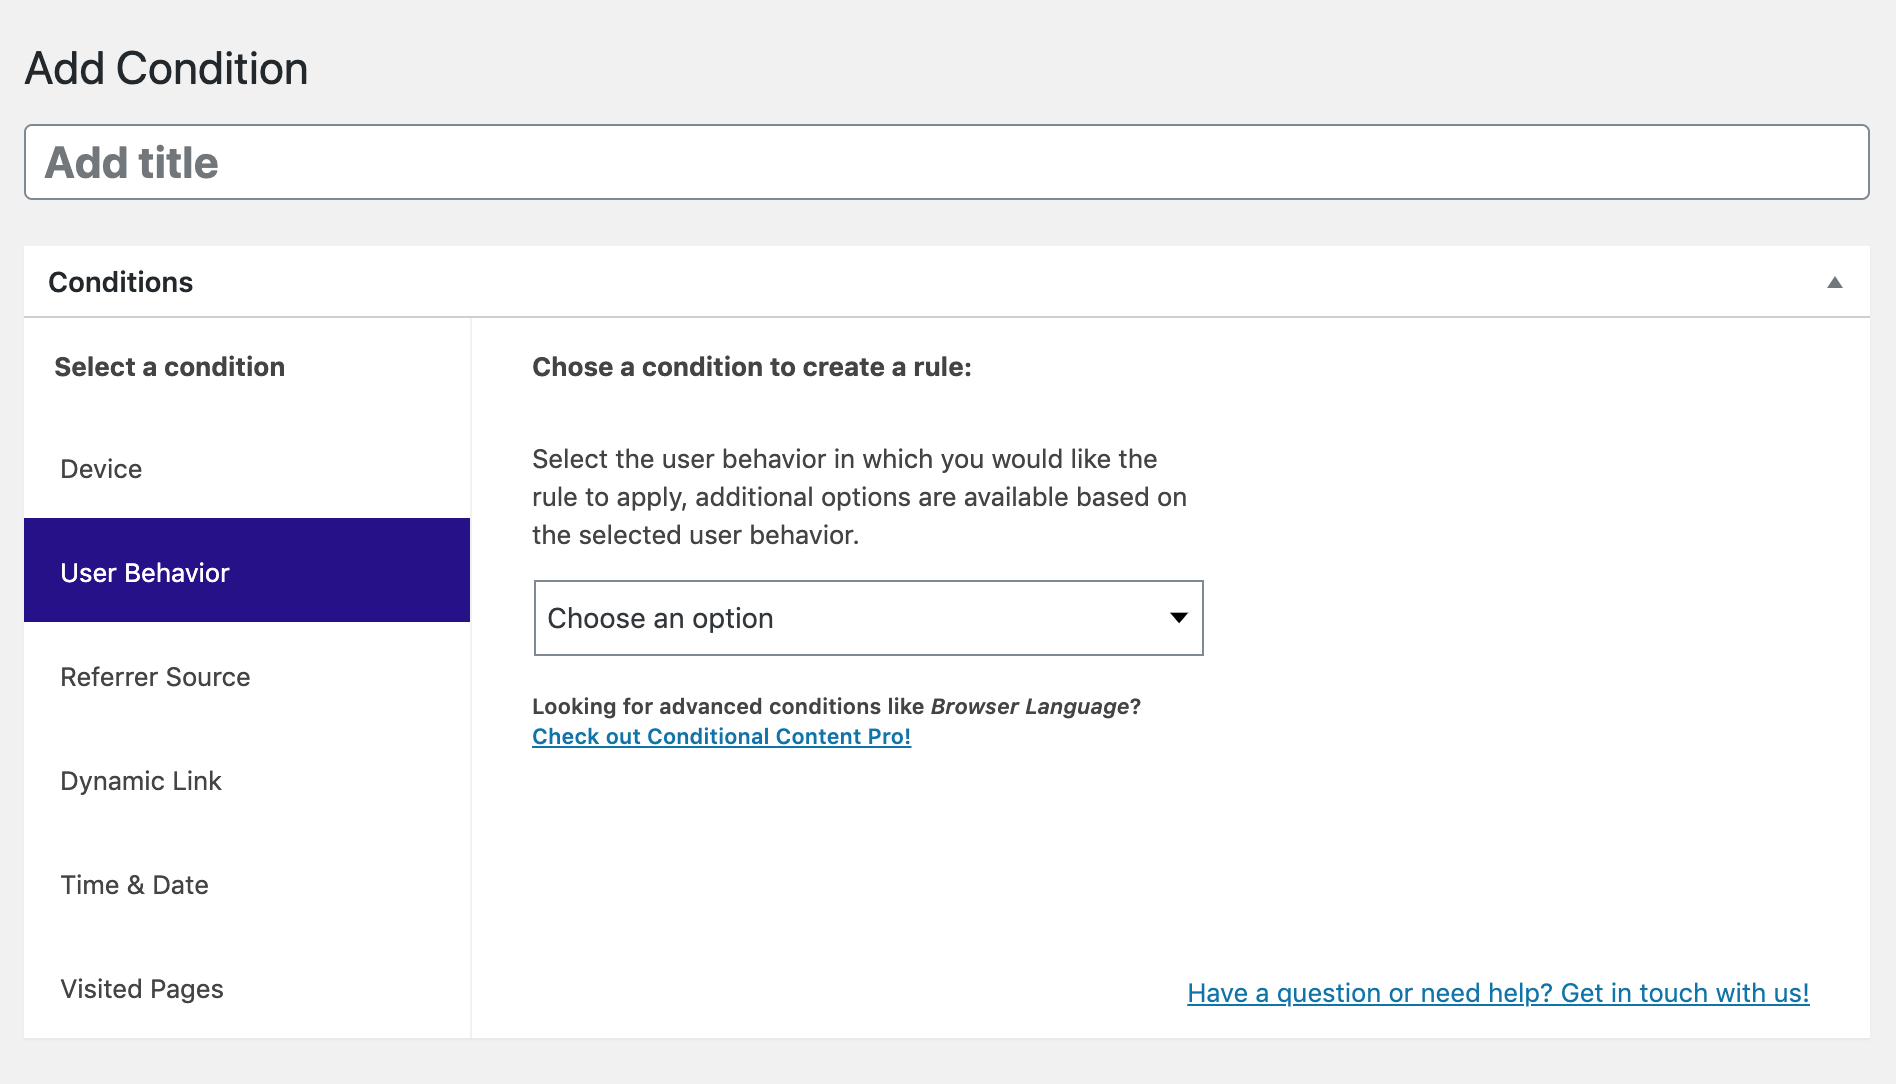 Add Condition
Add title
Conditions
Select a condition
Device
User Behavior
Referrer Source
Dynamic Link
Time & Date
Visited Pages
Chose a condition to create a rule:
Select the user behavior in which you would like the
rule to apply, additional options are available based on
the selected user behavior.
Choose an option
Looking for advanced conditions like Browser Language?
Check out Conditional Content Pro!
Have a question or need help? Get in touch with us!